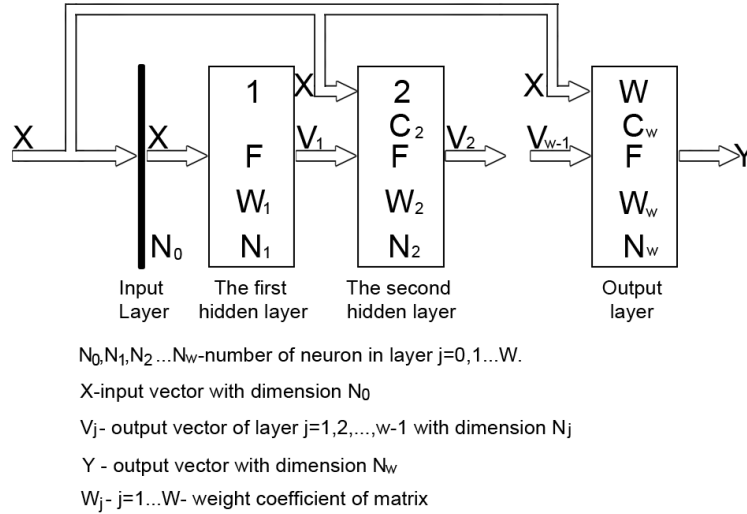 X
X
N₀
Input
Layer
1
F
W₁
N₁
The first
hidden layer
X
V₁
2
C₂
F
W₂
N₂
The second
hidden layer
V₂
X
Vw-1
W
Cw
F
Ww
Nw
Output
layer
Y
N₀,N₁,N₂ ...Nw-number of neuron in layer j=0,1...W.
X-input vector with dimension N₀
Vj- output vector of layer j=1,2,...,w-1 with dimension Nj
Y - output vector with dimension Nw
Wj- j=1...W- weight coefficient of matrix